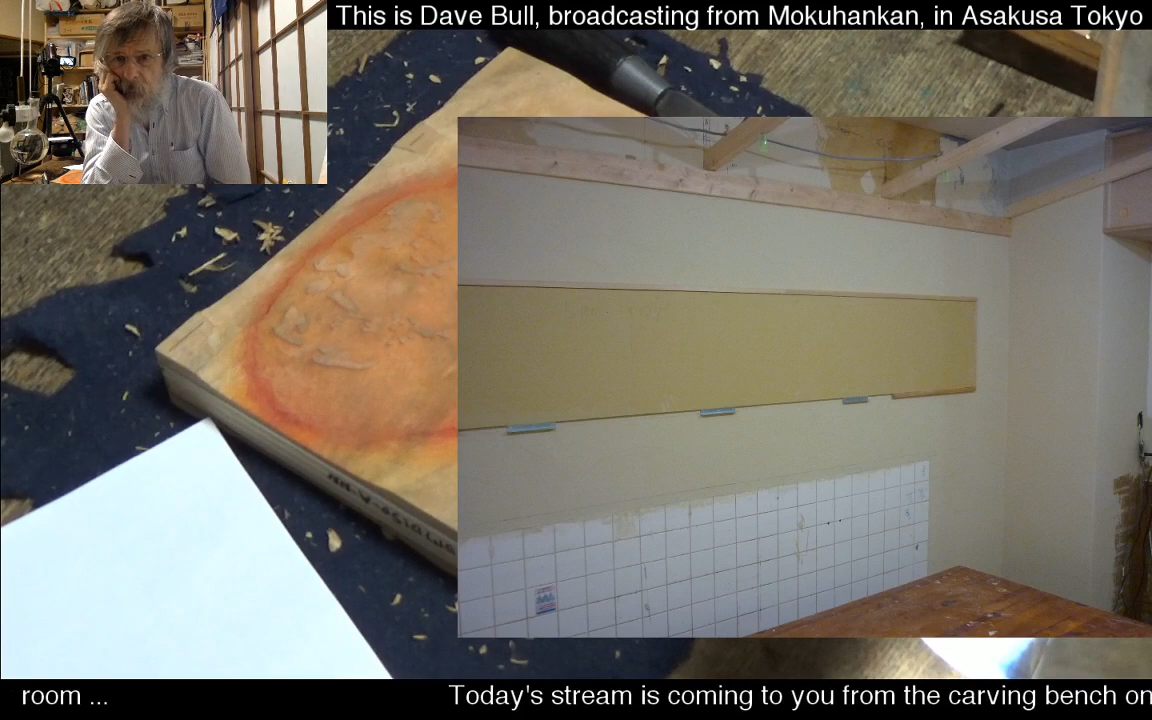 This is Dave Bull, broadcasting from Mokuhankan, in Asakusa Tokyo
room ...
Today's stream is coming to you from the carving bench on